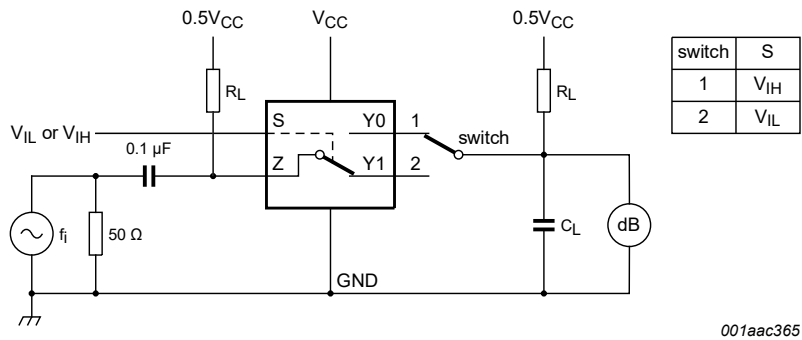 0.5VCC
VCC
0.5VCC
switch S
1 VIH
2 VIL
RL
RL
S
Y0
1
switch
VIL or VIH
0.1 µF
Z
Y1
2
fi
50 Ω
CL
dB
GND
001aac365